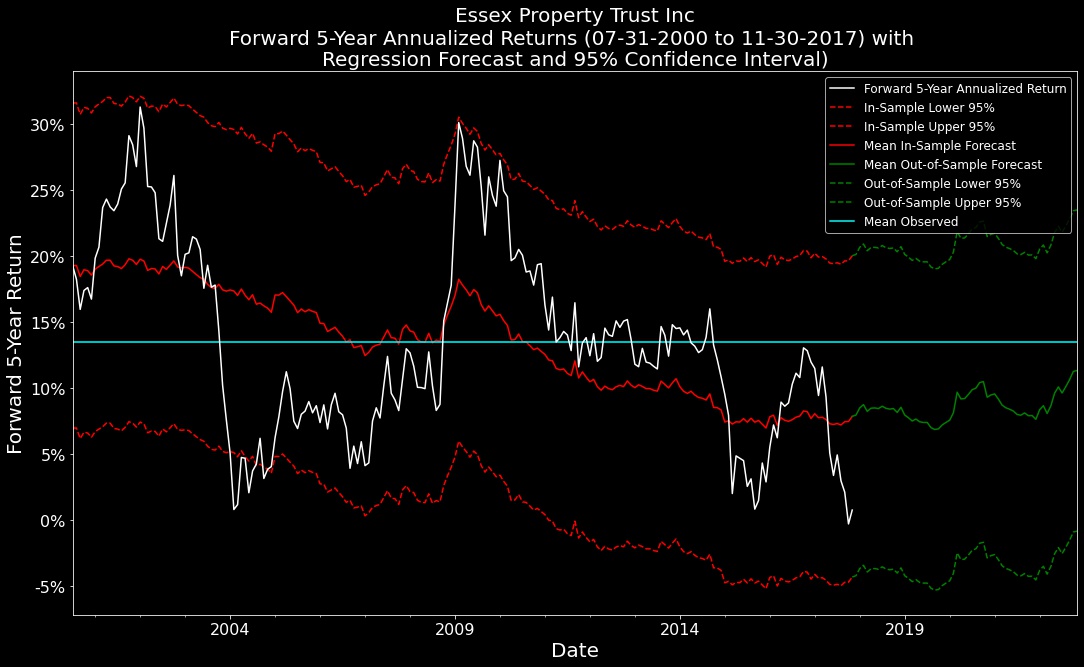 Essex Property Trust Inc
Forward 5-Year Annualized Returns (07-31-2000 to 11-30-2017) with
Regression Forecast and 95% Confidence Interval)
Forward 5-Year Annualized Return
In-Sample Lower 95%
In-Sample Upper 95%
Mean In-Sample Forecast
Mean Out-of-Sample Forecast
Out-of-Sample Lower 95%
Out-of-Sample Upper 95%
Mean Observed
Forward 5-Year Return
30%
25%
20%
15%
10%
5%
0%
-5%
2004
2009
2014
2019
Date